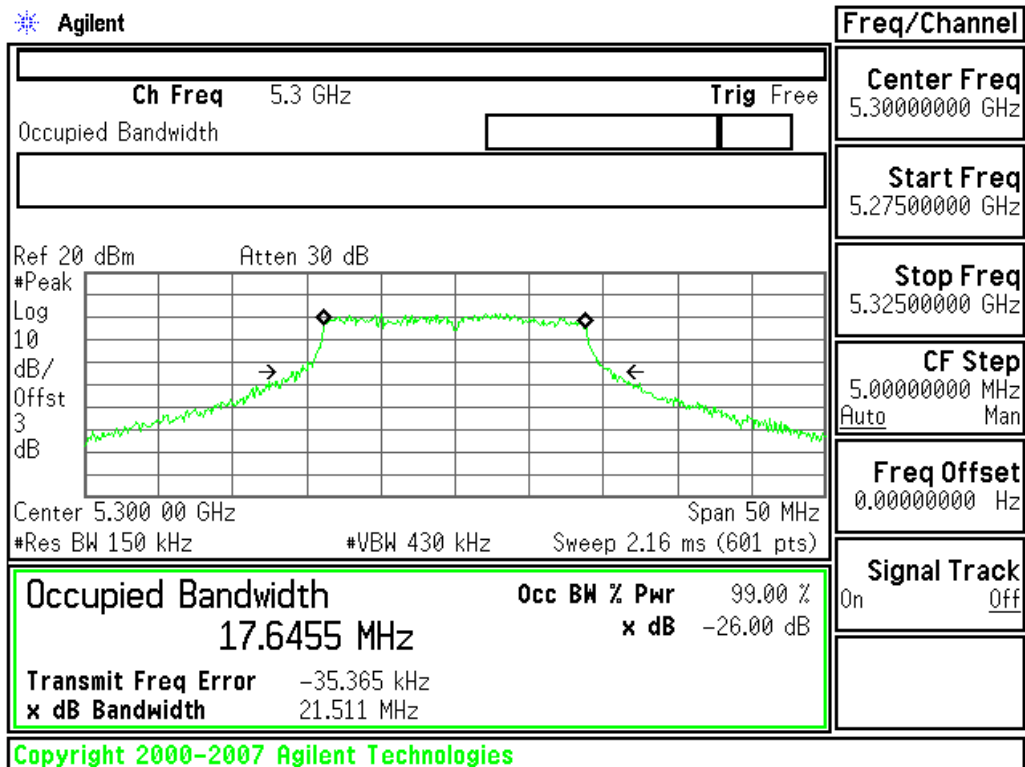 Agilent
Freq/Channel
Ch Freq 5.3 GHz Trig Free
Occupied Bandwidth
Center Freq
5.30000000 GHz
Start Freq
5.27500000 GHz
Stop Freq
5.32500000 GHz
CF Step
5.00000000 MHz
Auto Man
Freq Offset
0.00000000 Hz
Signal Track
On Off
Ref 20 dBm Atten 30 dB
#Peak
Log
10
dB/
Offst
3
dB
Center 5.300 00 GHz Span 50 MHz
#Res BW 150 kHz #VBW 430 kHz Sweep 2.16 ms (601 pts)
Occupied Bandwidth
17.6455 MHz
Occ BW % Pwr 99.00 %
x dB -26.00 dB
Transmit Freq Error -35.365 kHz
x dB Bandwidth 21.511 MHz
Copyright 2000-2007 Agilent Technologies